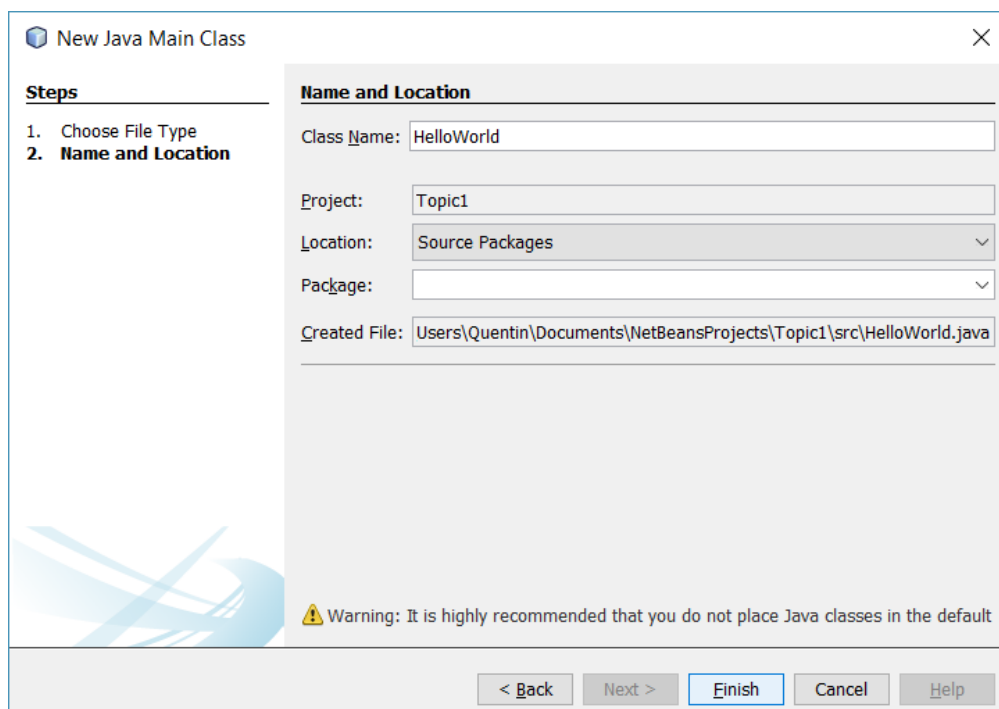 New Java Main Class
Steps
1. Choose File Type
2. Name and Location
Name and Location
Class Name: HelloWorld
Project: Topic1
Location: Source Packages
Package:
Created File: Users\Quentin\Documents\NetBeansProjects\Topic1\src\HelloWorld.java
Warning: It is highly recommended that you do not place Java classes in the default
< Back Next > Finish Cancel Help